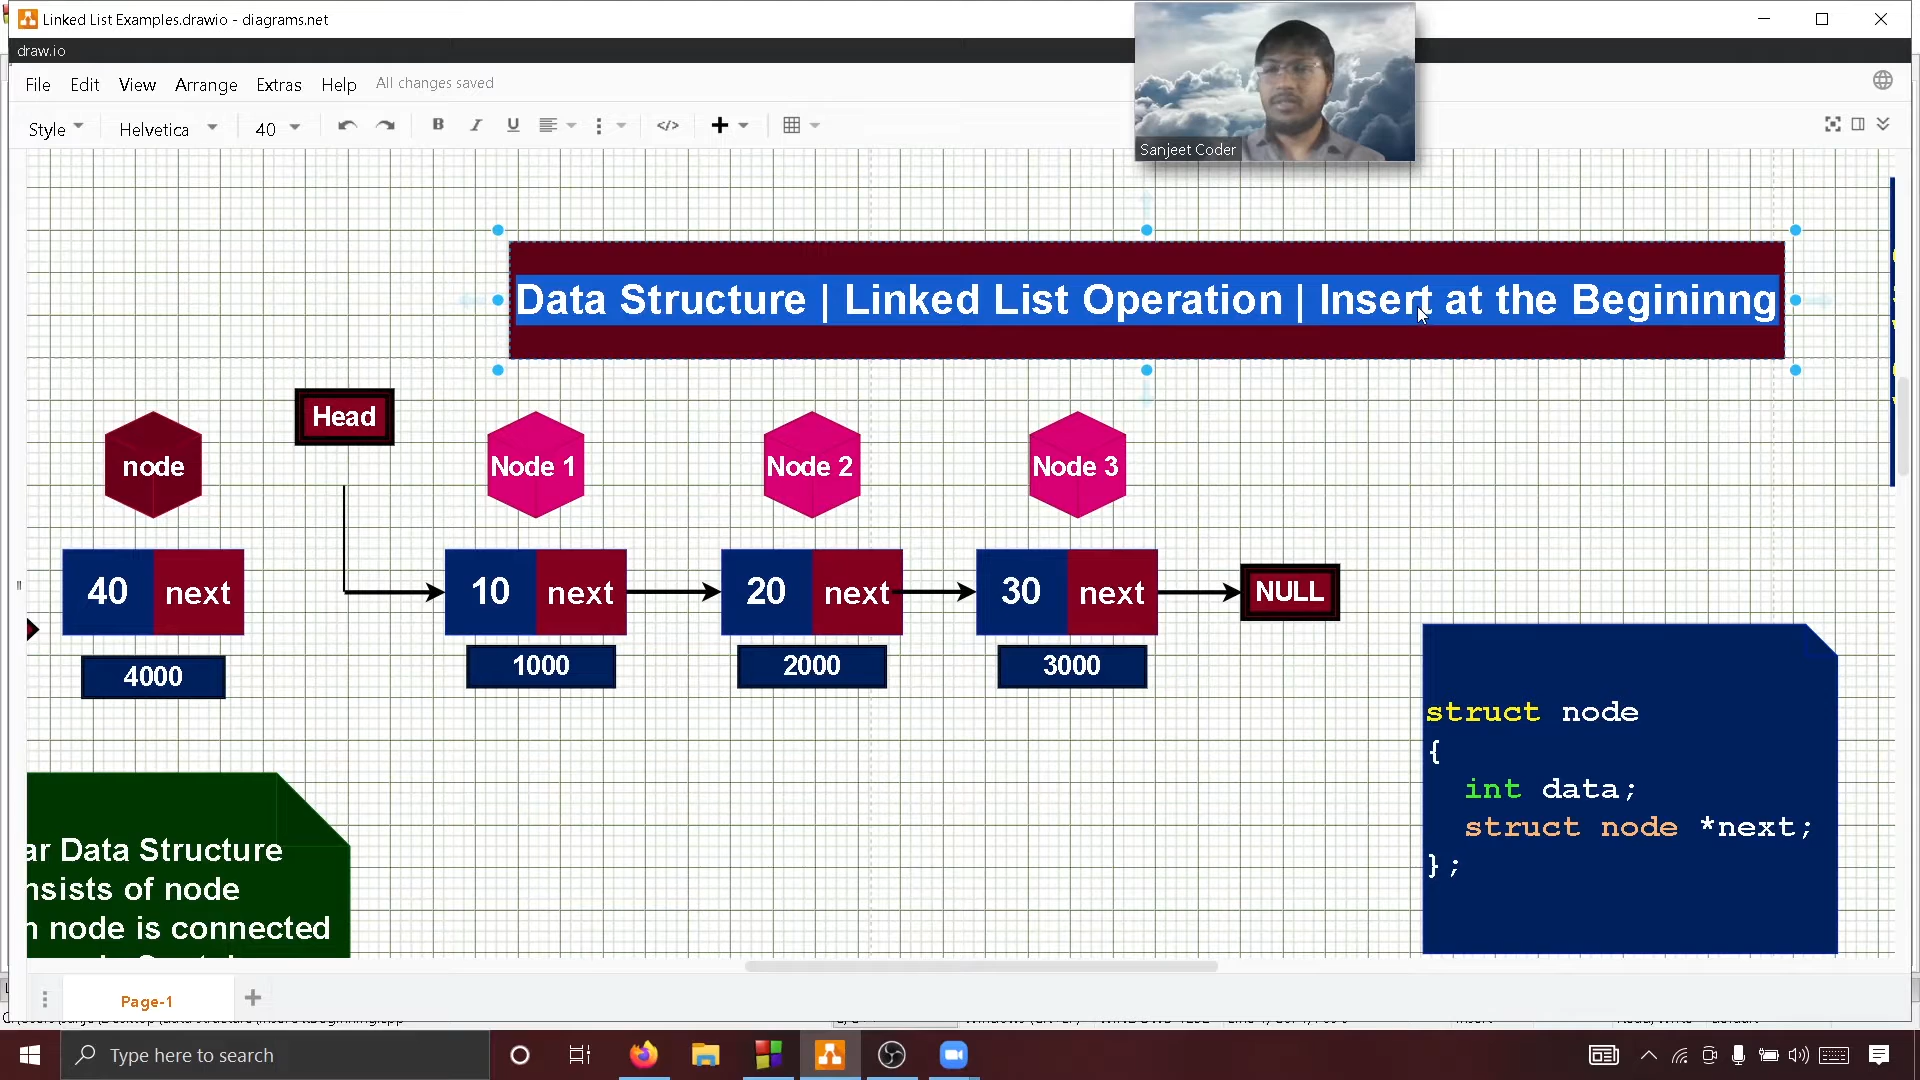 Linked List Examples.drawio - diagrams.net
draw.io
File Edit View Arrange Extras Help All changes saved
Style Helvetica 40 B I U
Sanjeet Coder
Data Structure | Linked List Operation | Insert at the Begininng
Head
node Node 1 Node 2 Node 3
40 next 10 next 20 next 30 next NULL
4000 1000 2000 3000
struct node
{
int data;
struct node *next;
};
ar Data Structure
nsists of node
n node is connected
Page-1
Type here to search